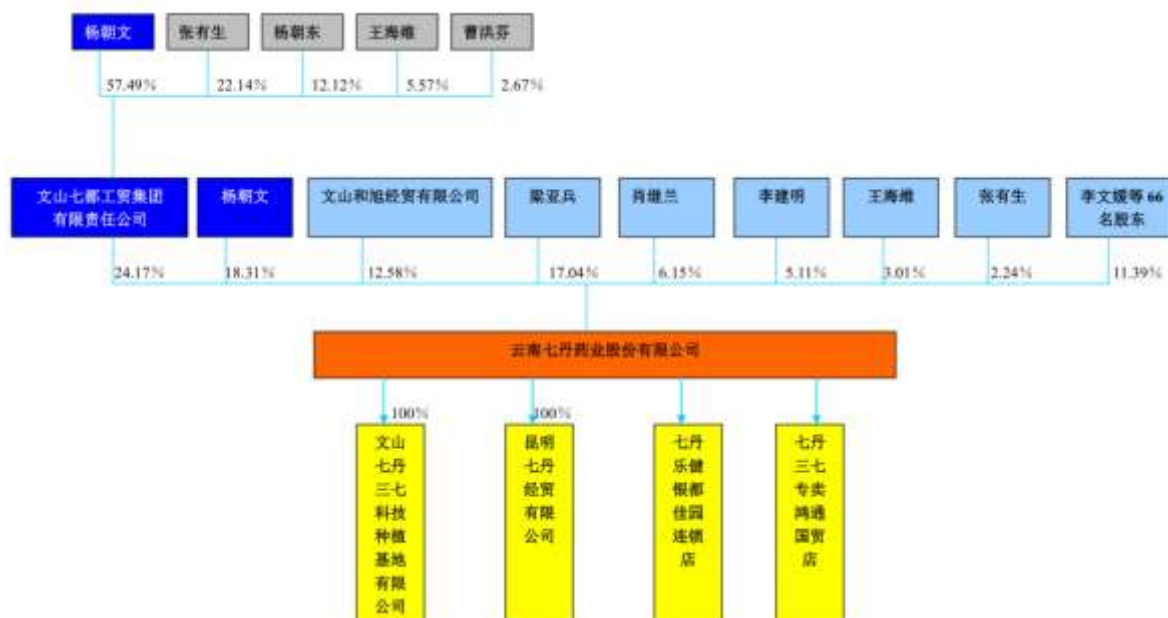 杨朝文 张有生 杨朝东 王海维 曹洪芬
57.49% 22.14% 12.12% 5.57% 2.67%
文山七都工贸集团 杨朝文 文山和旭经贸有限公司 梁亚兵 肖继兰 李建明 王海维 张有生 李文媛等 66
有限责任公司 名股东
24.17% 18.31% 12.58% 17.04% 6.15% 5.11% 3.01% 2.24% 11.39%
云南七丹药业股份有限公司
100% 100%
文山
七丹
三七
科技
种植
基地
有限
公司
昆明
七丹
经贸
有限
公司
七丹
乐健
银都
佳园
连锁
店
七丹
三七
专卖
鸿通
国贸
店